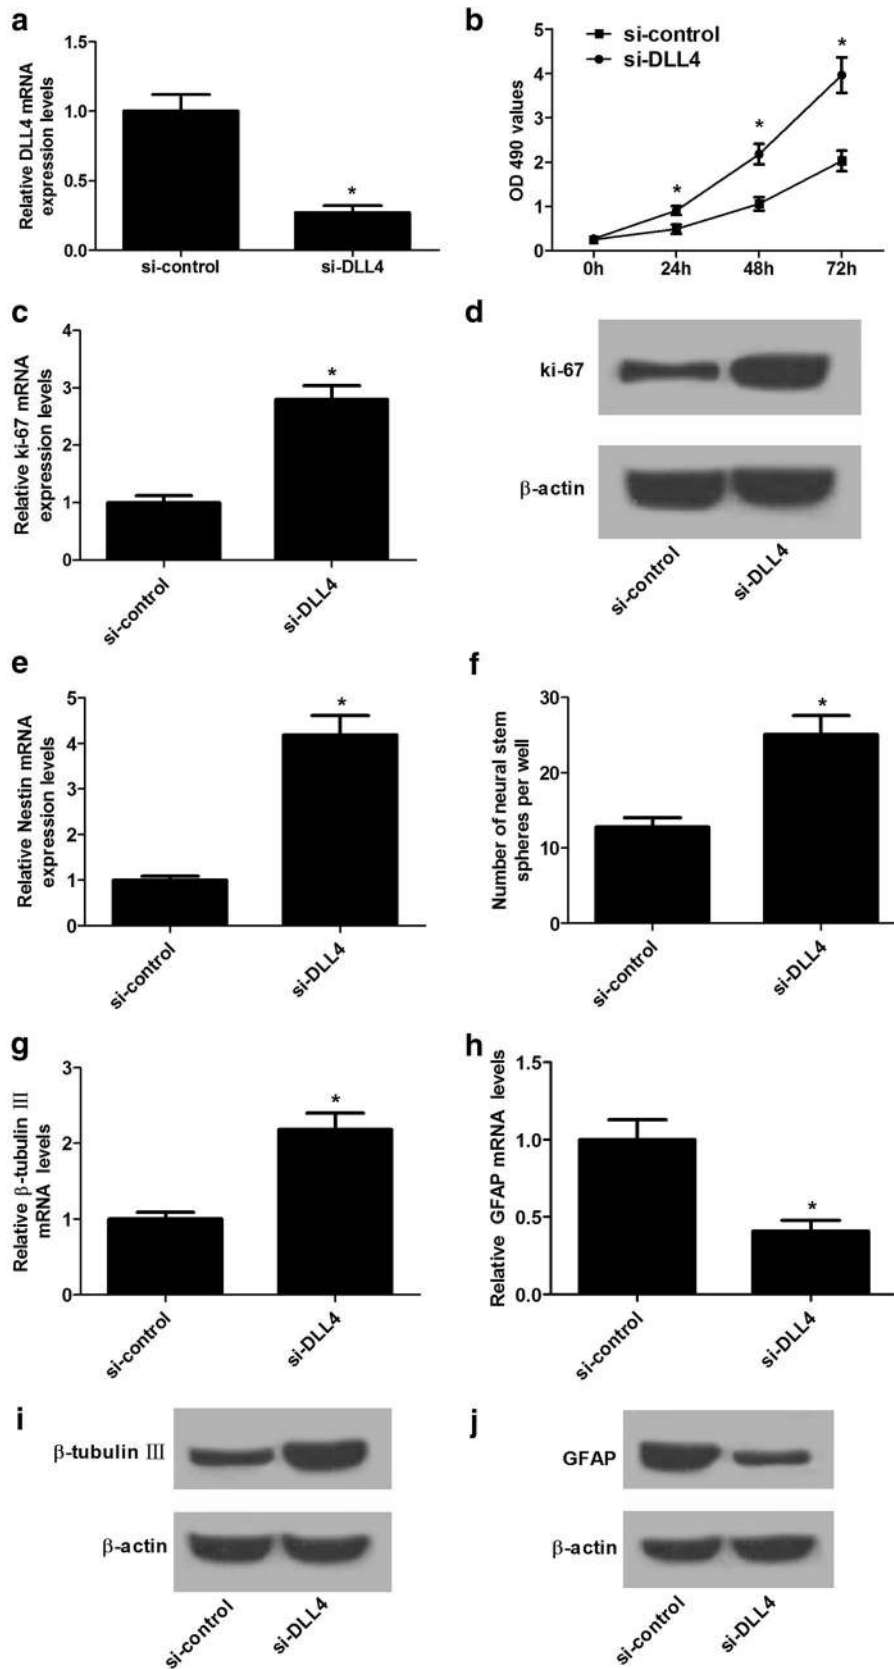 a
Relative DLL4 mRNA
expression levels
1.5
1.0
0.5
0.0
*
si-control
si-DLL4
b
OD 490 values
5
4
3
2
1
0
si-control
si-DLL4
*
*
*
0h
24h
48h
72h
c
Relative ki-67 mRNA
expression levels
4
3
2
1
0
*
si-control
si-DLL4
d
ki-67
β-actin
si-control
si-DLL4
e
Relative Nestin mRNA
expression levels
5
4
3
2
1
0
*
si-control
si-DLL4
f
Number of neural stem
spheres per well
30
20
10
0
*
si-control
si-DLL4
g
Relative β-tubulin III
mRNA levels
3
2
1
0
*
si-control
si-DLL4
h
Relative GFAP mRNA levels
1.5
1.0
0.5
0.0
*
si-control
si-DLL4
i
β-tubulin III
β-actin
si-control
si-DLL4
j
GFAP
β-actin
si-control
si-DLL4